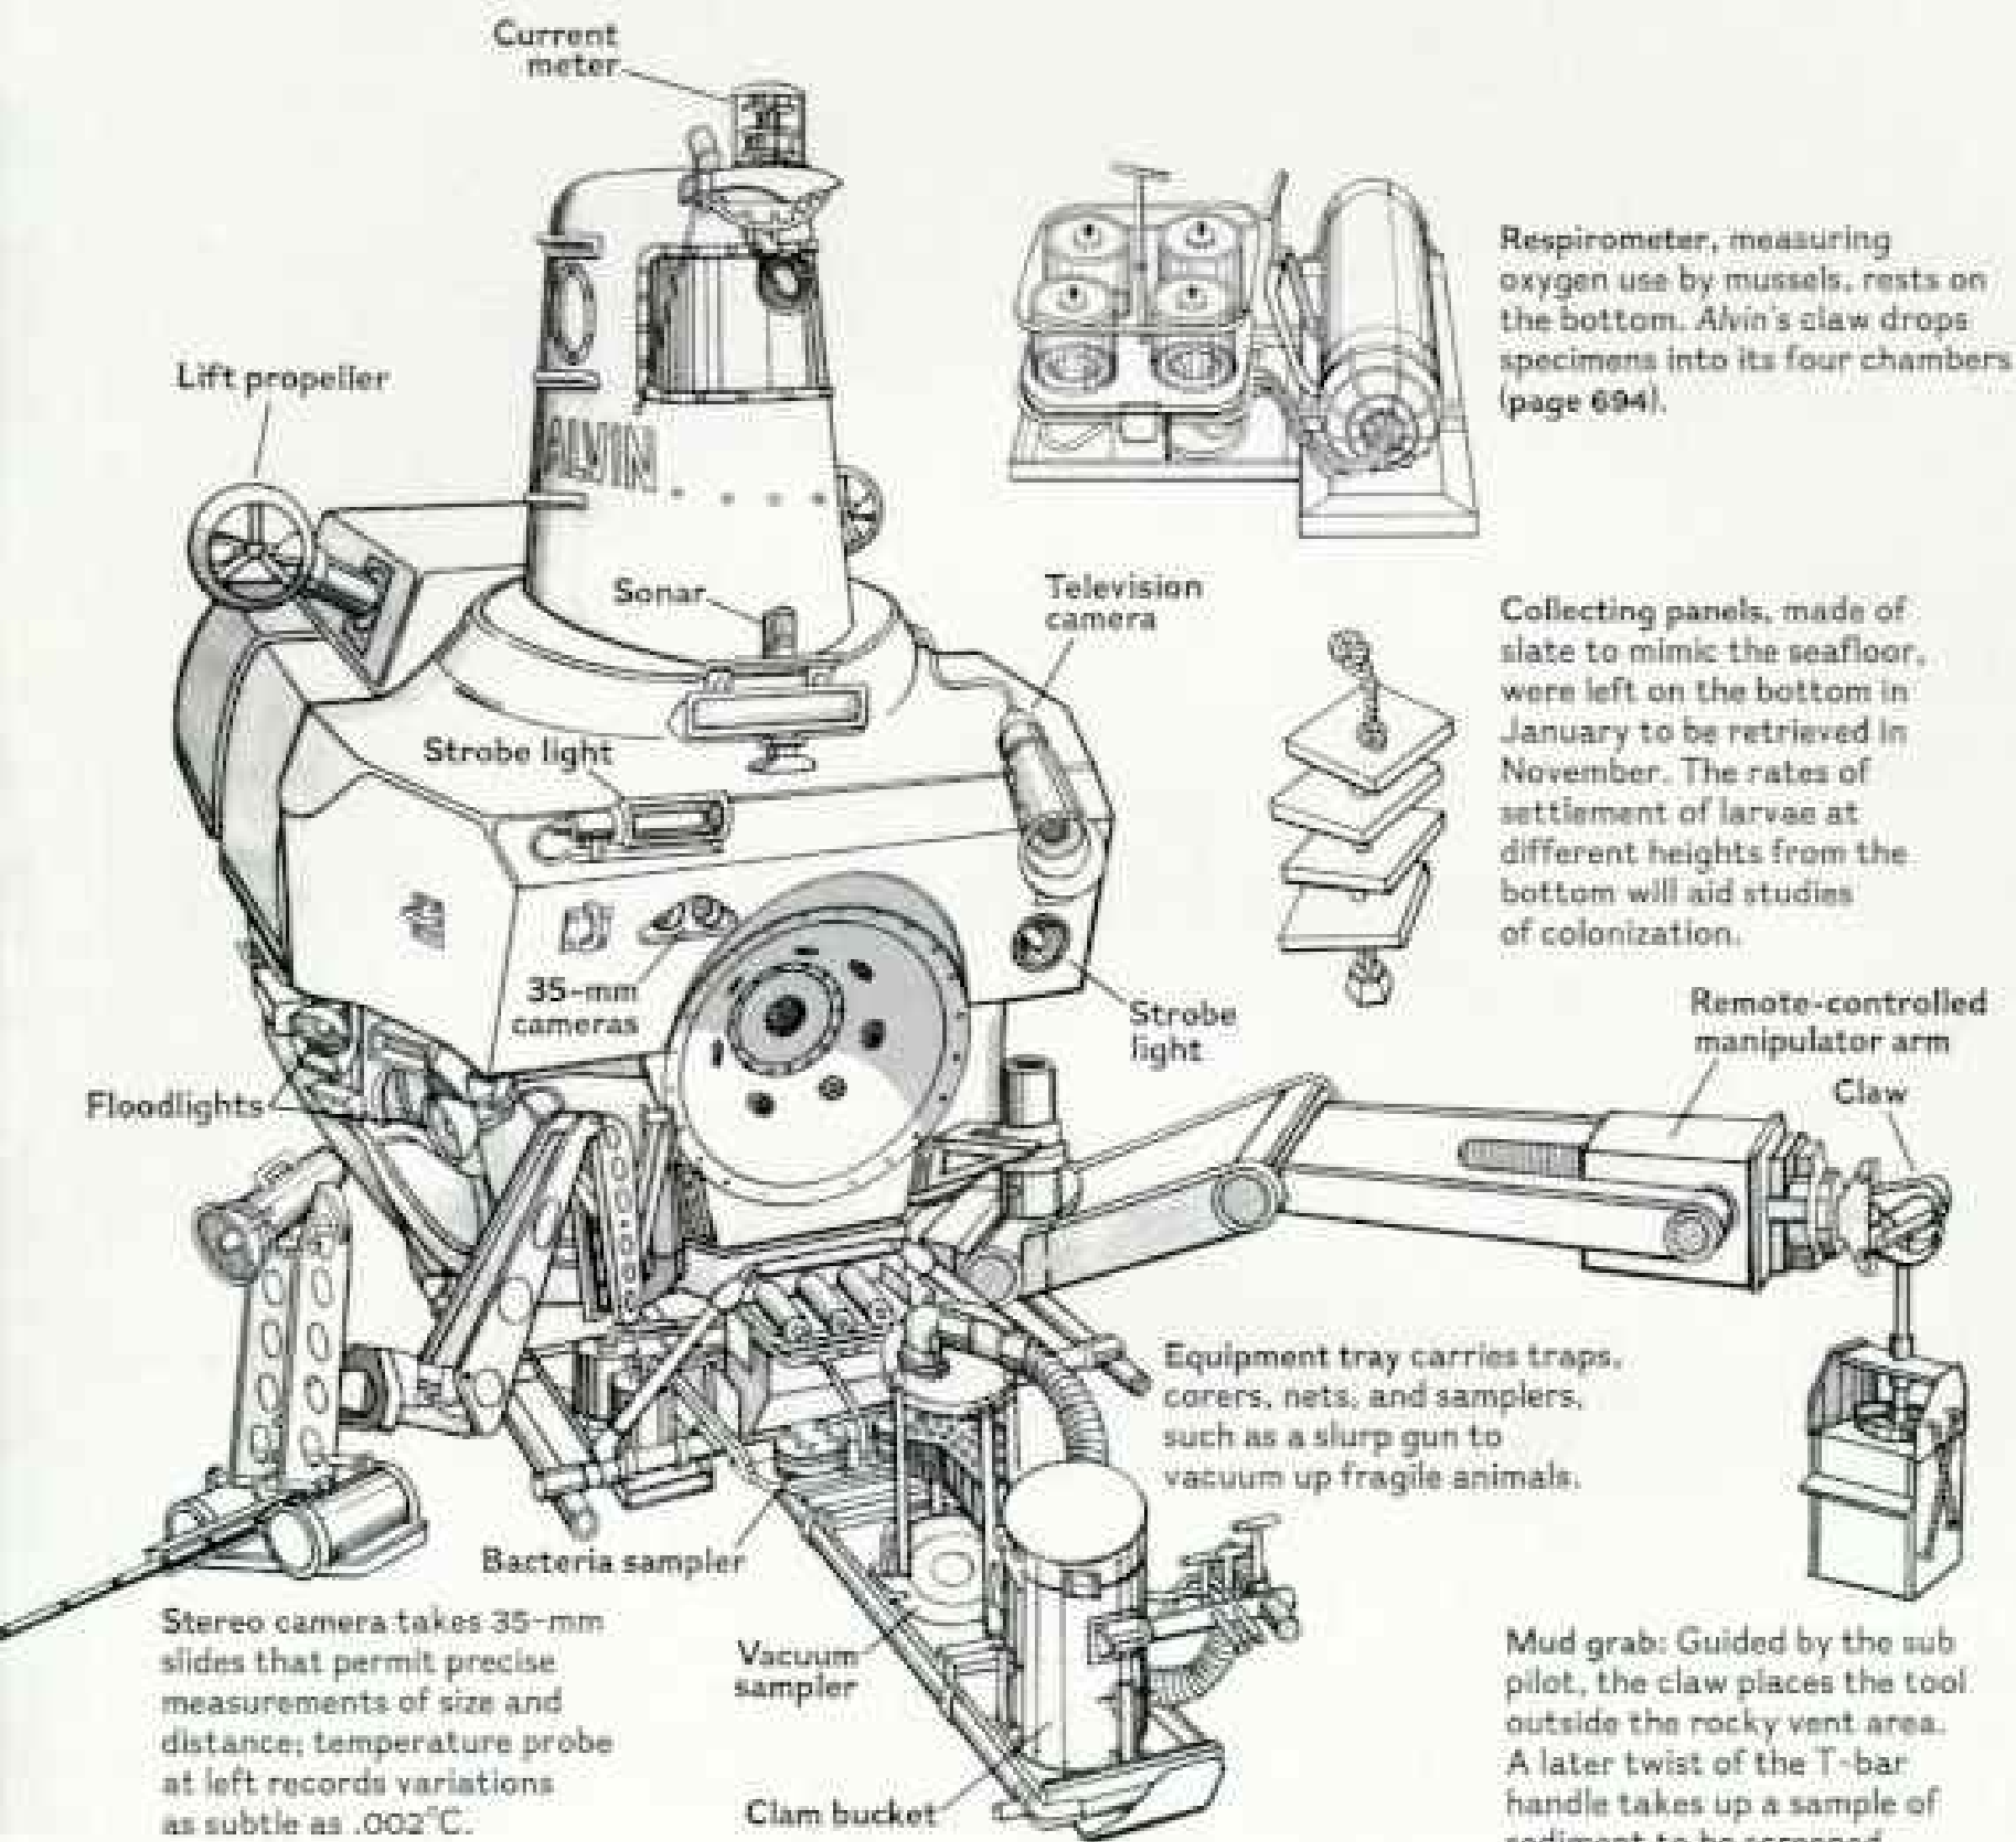 Current
meter
Lift propeller
ALVIN
Sonar
Television
camera
Strobe light
35-mm
cameras
Strobe
light
Floodlights
Respirometer, measuring
oxygen use by mussels, rests on
the bottom. Alvin's claw drops
specimens into its four chambers
(page 694).
Collecting panels, made of
slate to mimic the seafloor,
were left on the bottom in
January to be retrieved in
November. The rates of
settlement of larvae at
different heights from the
bottom will aid studies
of colonization.
Remote-controlled
manipulator arm
Claw
Equipment tray carries traps,
corers, nets, and samplers,
such as a slurp gun to
vacuum up fragile animals.
Bacteria sampler
Stereo camera takes 35-mm
slides that permit precise
measurements of size and
distance; temperature probe
at left records variations
as subtle as .002°C.
Vacuum
sampler
Clam bucket
Mud grab: Guided by the sub
pilot, the claw places the tool
outside the rocky vent area.
A later twist of the T-bar
handle takes up a sample of
sediment to be screened